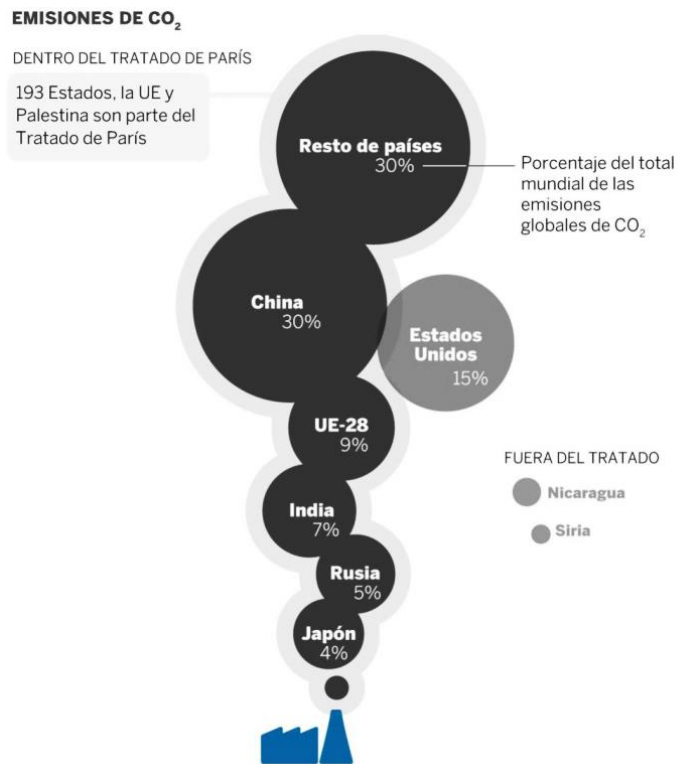 EMISIONES DE CO₂
DENTRO DEL TRATADO DE PARÍS
193 Estados, la UE y
Palestina son parte del
Tratado de París
Resto de países
30%
Porcentaje del total
mundial de las
emisiones
globales de CO₂
China
30%
Estados
Unidos
15%
UE-28
9%
FUERA DEL TRATADO
Nicaragua
Siria
India
7%
Rusia
5%
Japón
4%